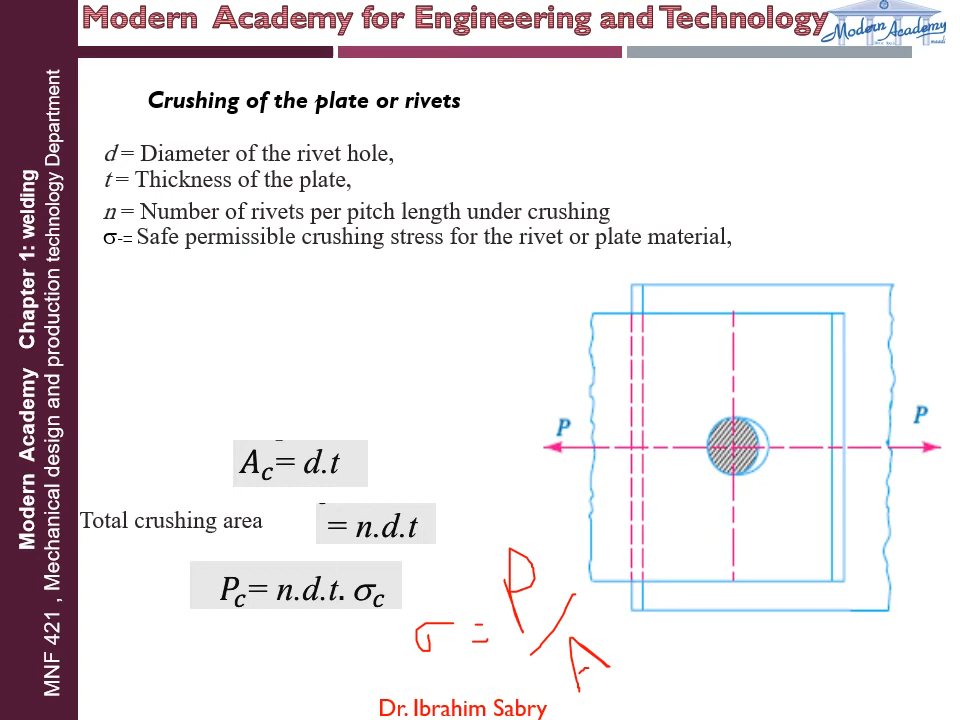 Modern Academy for Engineering and Technology
Modern Academy
Modern Academy Chapter 1: welding
MNF 421 , Mechanical design and production technology Department
Crushing of the plate or rivets
d = Diameter of the rivet hole,
t = Thickness of the plate,
n = Number of rivets per pitch length under crushing
σ-= Safe permissible crushing stress for the rivet or plate material,
P
P
A_c = d.t
Total crushing area = n.d.t
P_c = n.d.t. σ_c
σ = P/A
Dr. Ibrahim Sabry